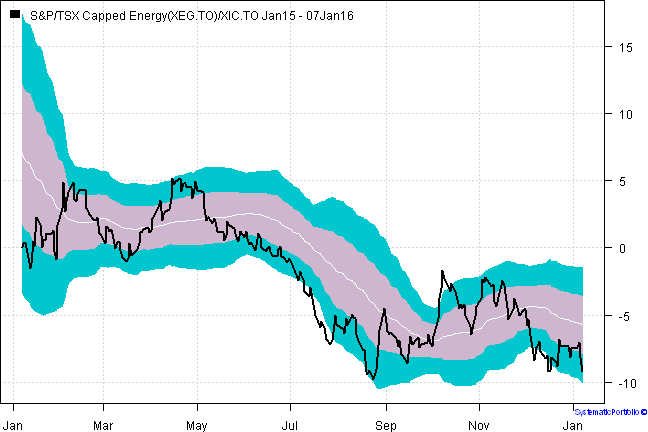 S&P/TSX Capped Energy(XEG.TO)/XIC.TO Jan15 - 07Jan16
15
10
5
0
-5
-10
SystematicPortfolio ©
Jan Mar May Jul Sep Nov Jan